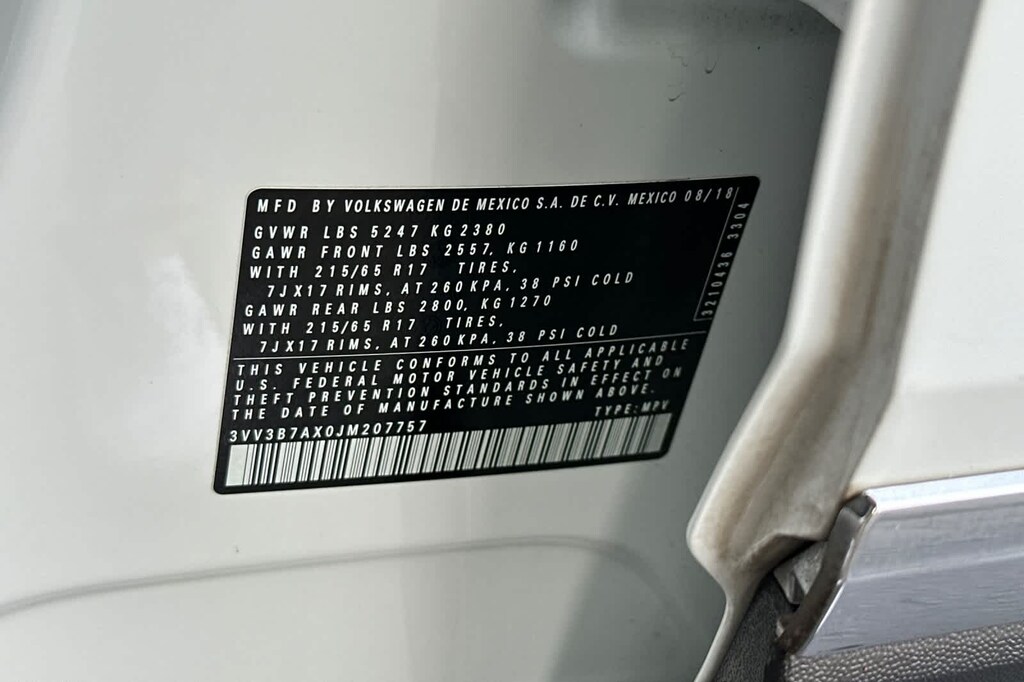 MFD BY VOLKSWAGEN DE MEXICO S.A. DE C.V. MEXICO 08/18
GVWR LBS 5247 KG 2380
GAWR FRONT LBS 2557, KG 1160
WITH 215/65 R17 TIRES,
7JX17 RIMS, AT 260 KPA, 38 PSI COLD
GAWR REAR LBS 2800, KG 1270
WITH 215/65 R17 TIRES,
7JX17 RIMS, AT 260 KPA, 38 PSI COLD
3210436 3304
THIS VEHICLE CONFORMS TO ALL APPLICABLE
U.S. FEDERAL MOTOR VEHICLE SAFETY AND
THEFT PREVENTION STANDARDS IN EFFECT ON
THE DATE OF MANUFACTURE SHOWN ABOVE.
3VV3B7AX0JM207757 TYPE: MPV